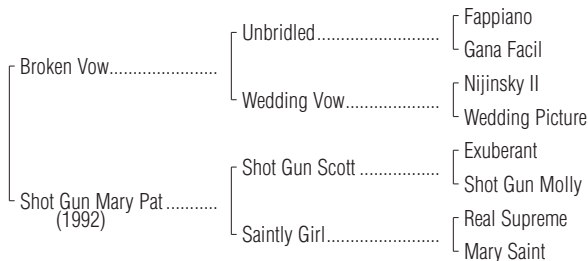 Fappiano
Unbridled
Gana Facil
Broken Vow
Nijinsky II
Wedding Vow
Wedding Picture
Exuberant
Shot Gun Scott
Shot Gun Molly
Shot Gun Mary Pat
(1992)
Real Supreme
Saintly Girl
Mary Saint